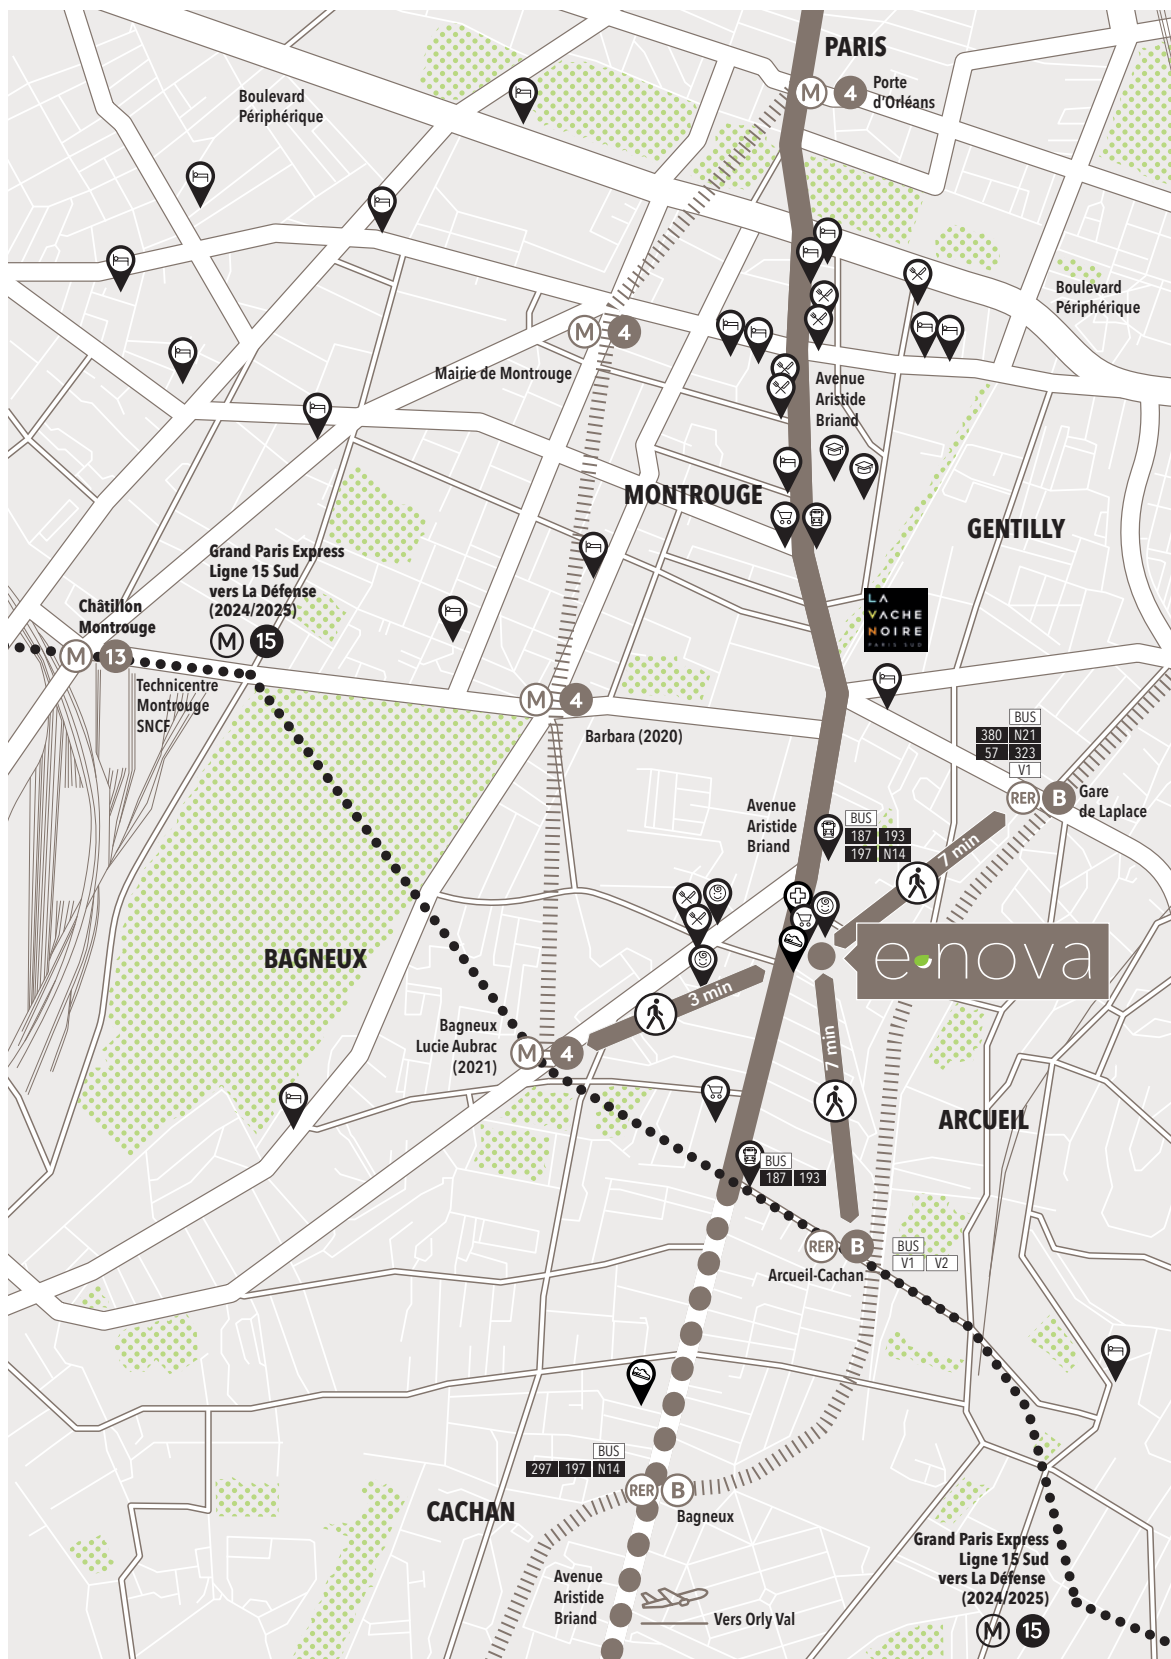 PARIS
M 4
Porte
d'Orléans
Boulevard
Périphérique
Boulevard
Périphérique
M 4
Mairie de Montrouge
Avenue
Aristide
Briand
MONTROUGE
GENTILLY
Grand Paris Express
Ligne 15 Sud
vers La Défense
(2024/2025)
M 15
Châtillon
Montrouge
M 13
Technicentre
Montrouge
SNCF
LA
VACHE
NOIRE
PARIS SUD
M 4
Barbara (2020)
BUS
380 N21
57 323
V1
RER B
Gare
de Laplace
Avenue
Aristide
Briand
BUS
187 193
197 N14
7 min
BAGNEUX
e-nova
3 min
7 min
Bagneux
Lucie Aubrac
(2021)
M 4
ARCUEIL
BUS
187 193
RER B
Arcueil-Cachan
BUS
V1 V2
BUS
297 197 N14
RER B
Bagneux
CACHAN
Grand Paris Express
Ligne 15 Sud
vers La Défense
(2024/2025)
M 15
Avenue
Aristide
Briand
Vers Orly Val